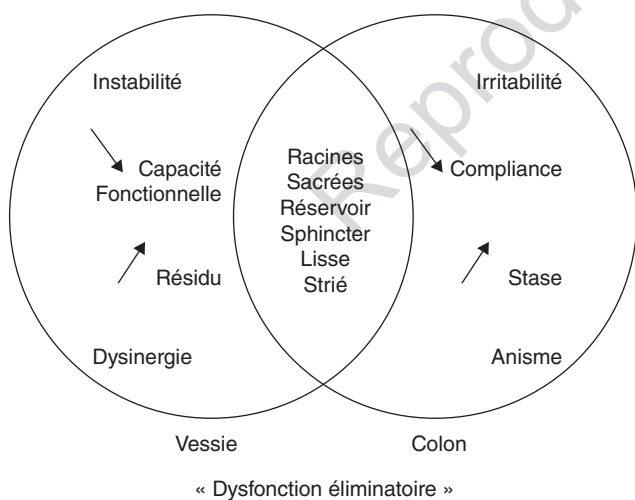 Instabilité
Irritabilité
Capacité
Fonctionnelle
Compliance
Racines
Sacrées
Réservoir
Sphincter
Lisse
Strié
Résidu
Stase
Dysinergie
Anisme
Vessie
Colon
« Dysfonction éliminatoire »
Reprod